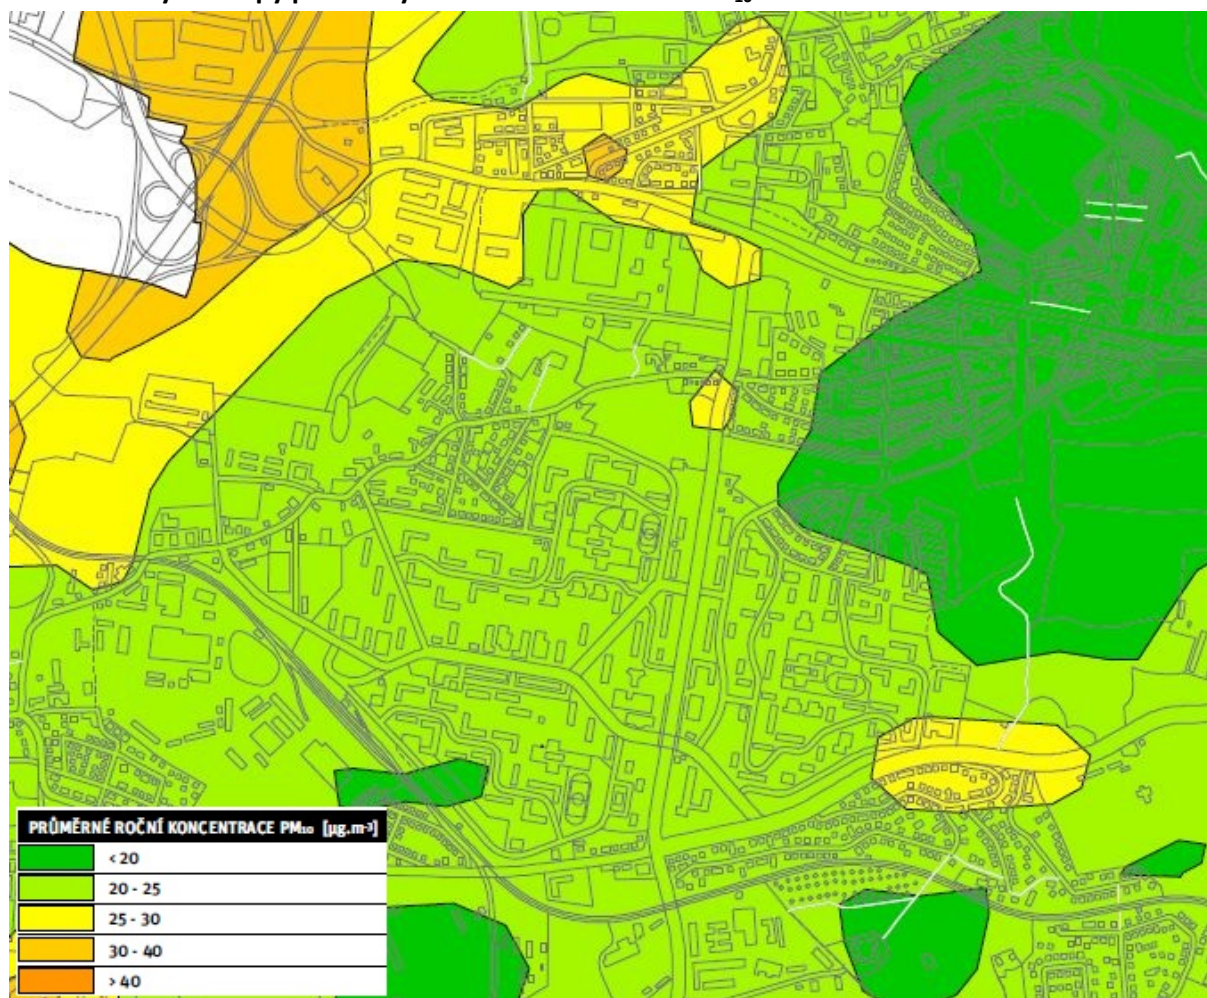 PRŮMĚRNÉ ROČNÍ KONCENTRACE PM₁₀ [µg.m-³]
< 20
20 - 25
25 - 30
30 - 40
> 40